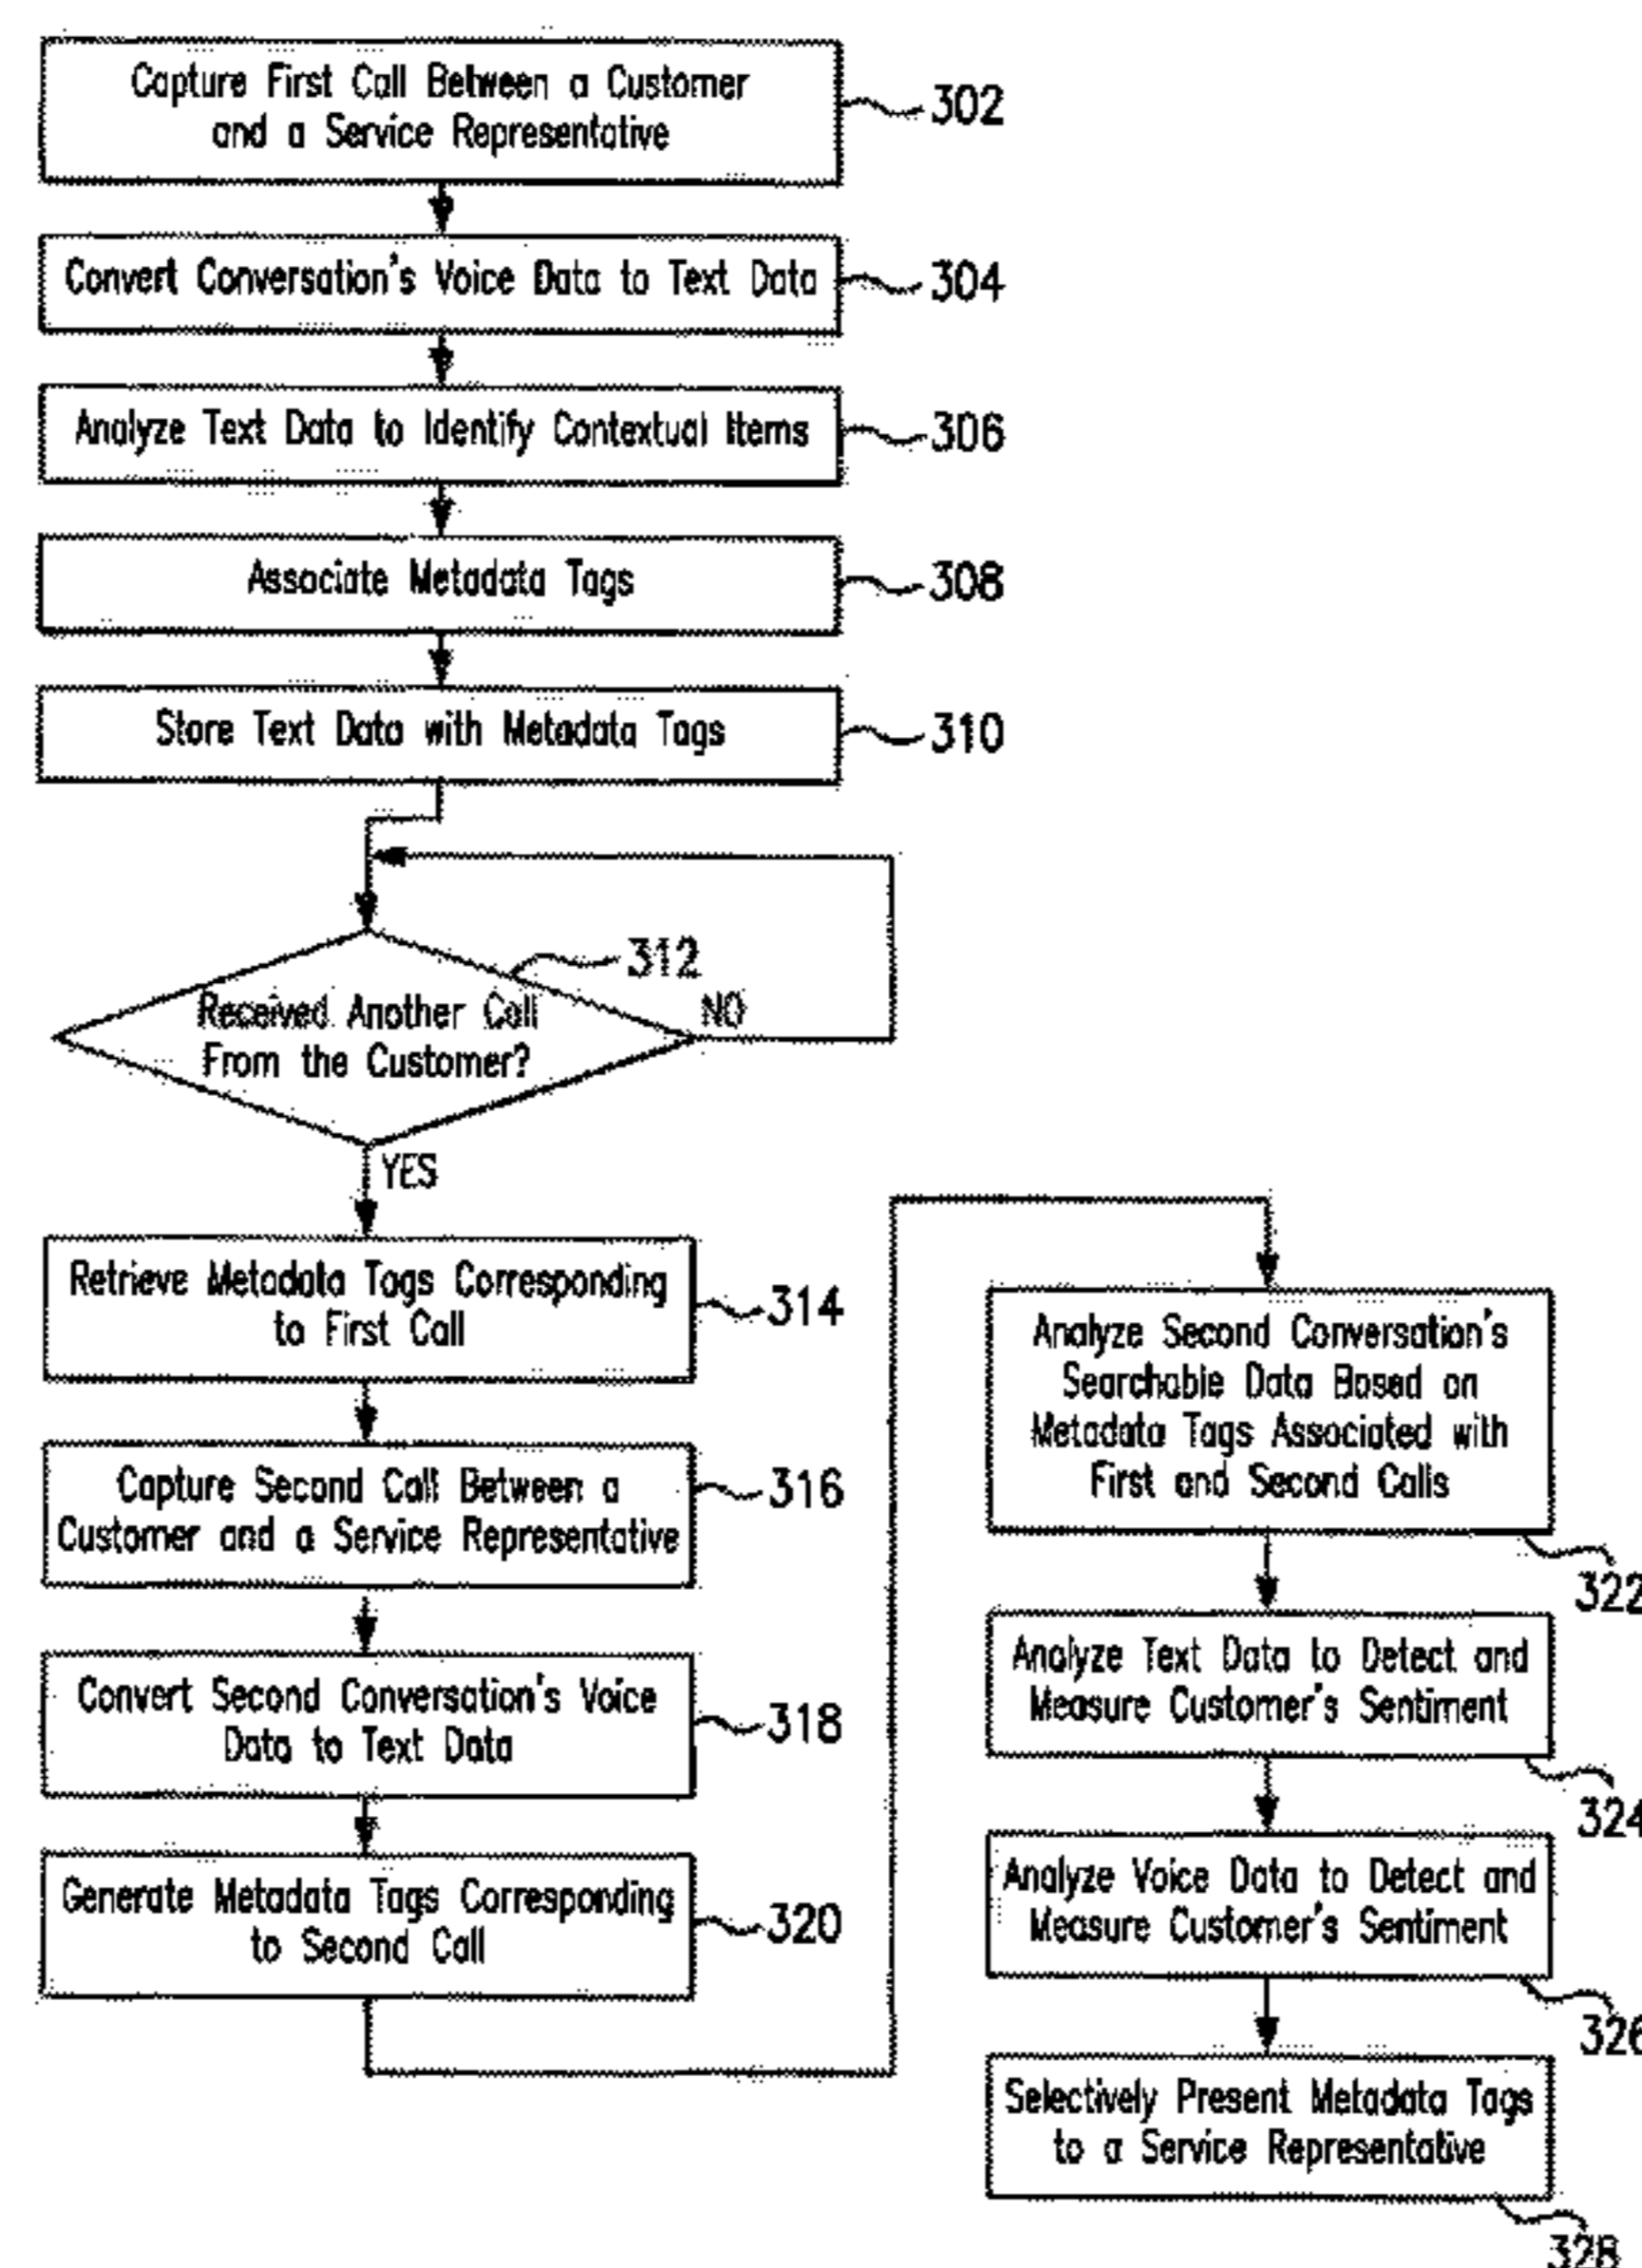 Capture First Call Between a Customer
and a Service Representative
302
Convert Conversation's Voice Data to Text Data
304
Analyze Text Data to Identify Contextual Items
306
Associate Metadata Tags
308
Store Text Data with Metadata Tags
310
312
Received Another Call
From the Customer?
NO
YES
Retrieve Metadata Tags Corresponding
to First Call
314
Capture Second Call Between a
Customer and a Service Representative
316
Convert Second Conversation's Voice
Data to Text Data
318
Generate Metadata Tags Corresponding
to Second Call
320
Analyze Second Conversation's
Searchable Data Based on
Metadata Tags Associated with
First and Second Calls
322
Analyze Text Data to Detect and
Measure Customer's Sentiment
324
Analyze Voice Data to Detect and
Measure Customer's Sentiment
326
Selectively Present Metadata Tags
to a Service Representative
328